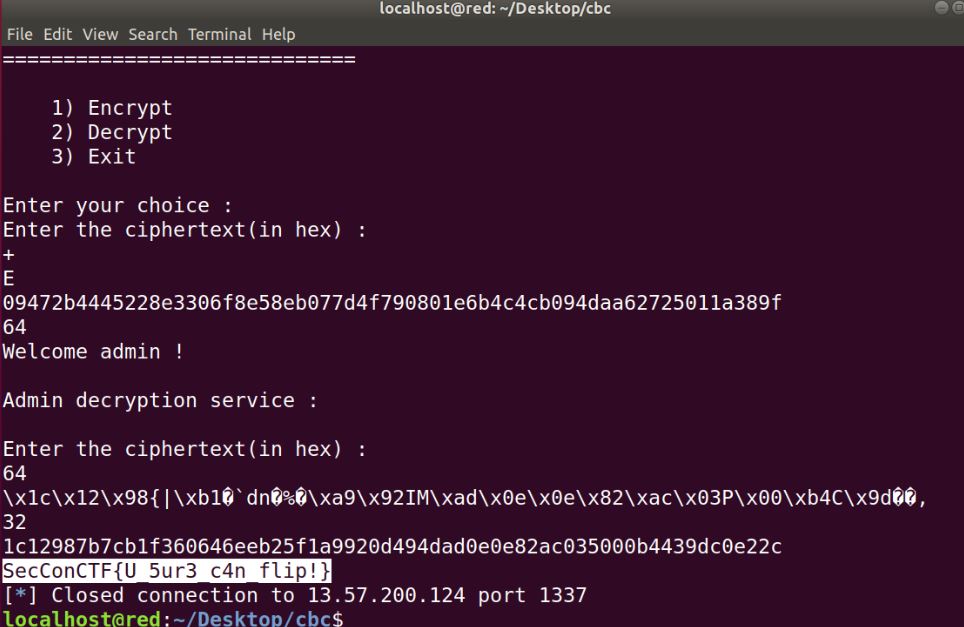 localhost@red: ~/Desktop/cbc
File Edit View Search Terminal Help
=============================
1) Encrypt
2) Decrypt
3) Exit
Enter your choice :
Enter the ciphertext(in hex) :
+
E
09472b4445228e3306f8e58eb077d4f790801e6b4c4cb094daa62725011a389f
64
Welcome admin !
Admin decryption service :
Enter the ciphertext(in hex) :
64
\x1c\x12\x98{|\xb1�`dn�%�\xa9\x92IM\xad\x0e\x0e\x82\xac\x03P\x00\xb4C\x9d��,
32
1c12987b7cb1f360646eeb25f1a9920d494dad0e0e82ac035000b4439dc0e22c
SecConCTF{U_5ur3_c4n_flip!}
[*] Closed connection to 13.57.200.124 port 1337
localhost@red:~/Desktop/cbc$